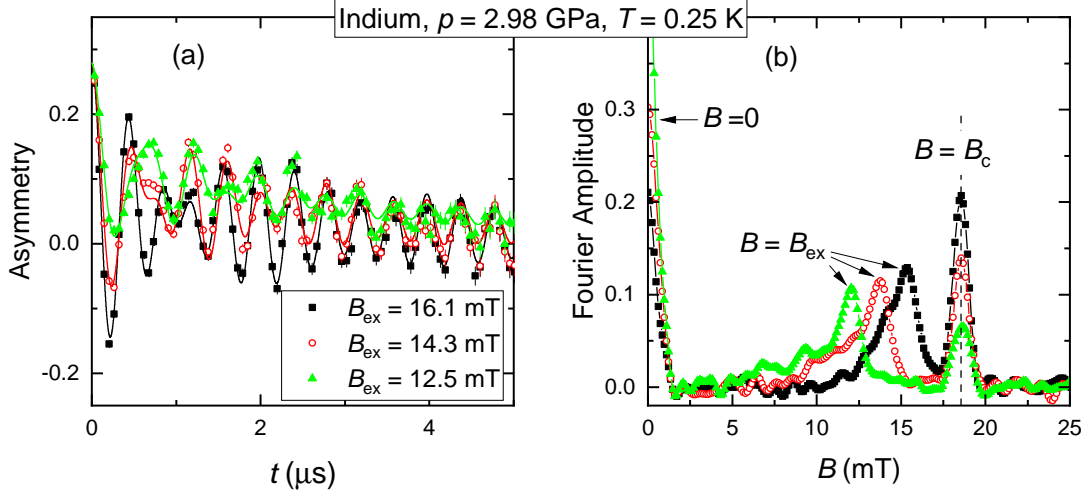 Indium, p = 2.98 GPa, T = 0.25 K
(a)
Asymmetry
0.2
0.0
-0.2
B_ex = 16.1 mT
B_ex = 14.3 mT
B_ex = 12.5 mT
0
2
4
t (μs)
(b)
Fourier Amplitude
0.3
0.2
0.1
0.0
B =0
B = B_c
B = B_ex
0
5
10
15
20
25
B (mT)